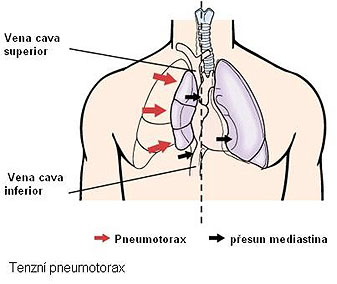 Vena cava
superior
Vena cava
inferior
Pneumotorax
přesun mediastina
Tenzní pneumotorax